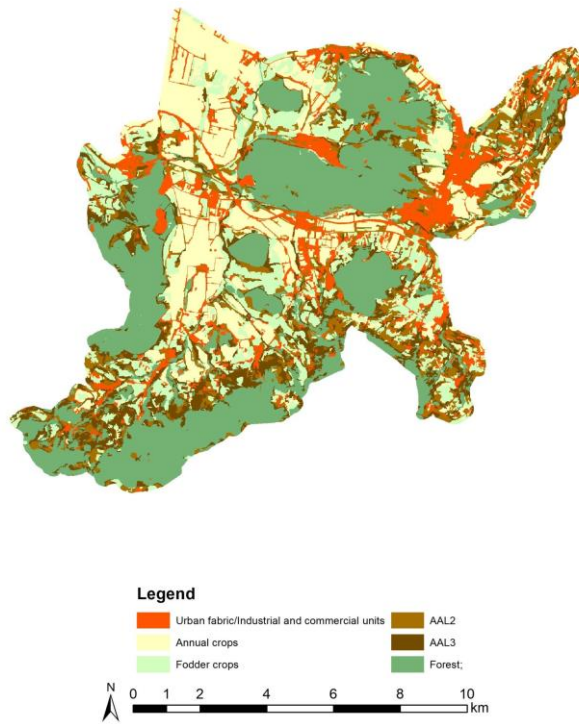 Legend
Urban fabric/Industrial and commercial units
AAL2
Annual crops
AAL3
Fodder crops
Forest;
N
0 1 2 4 6 8 10
km